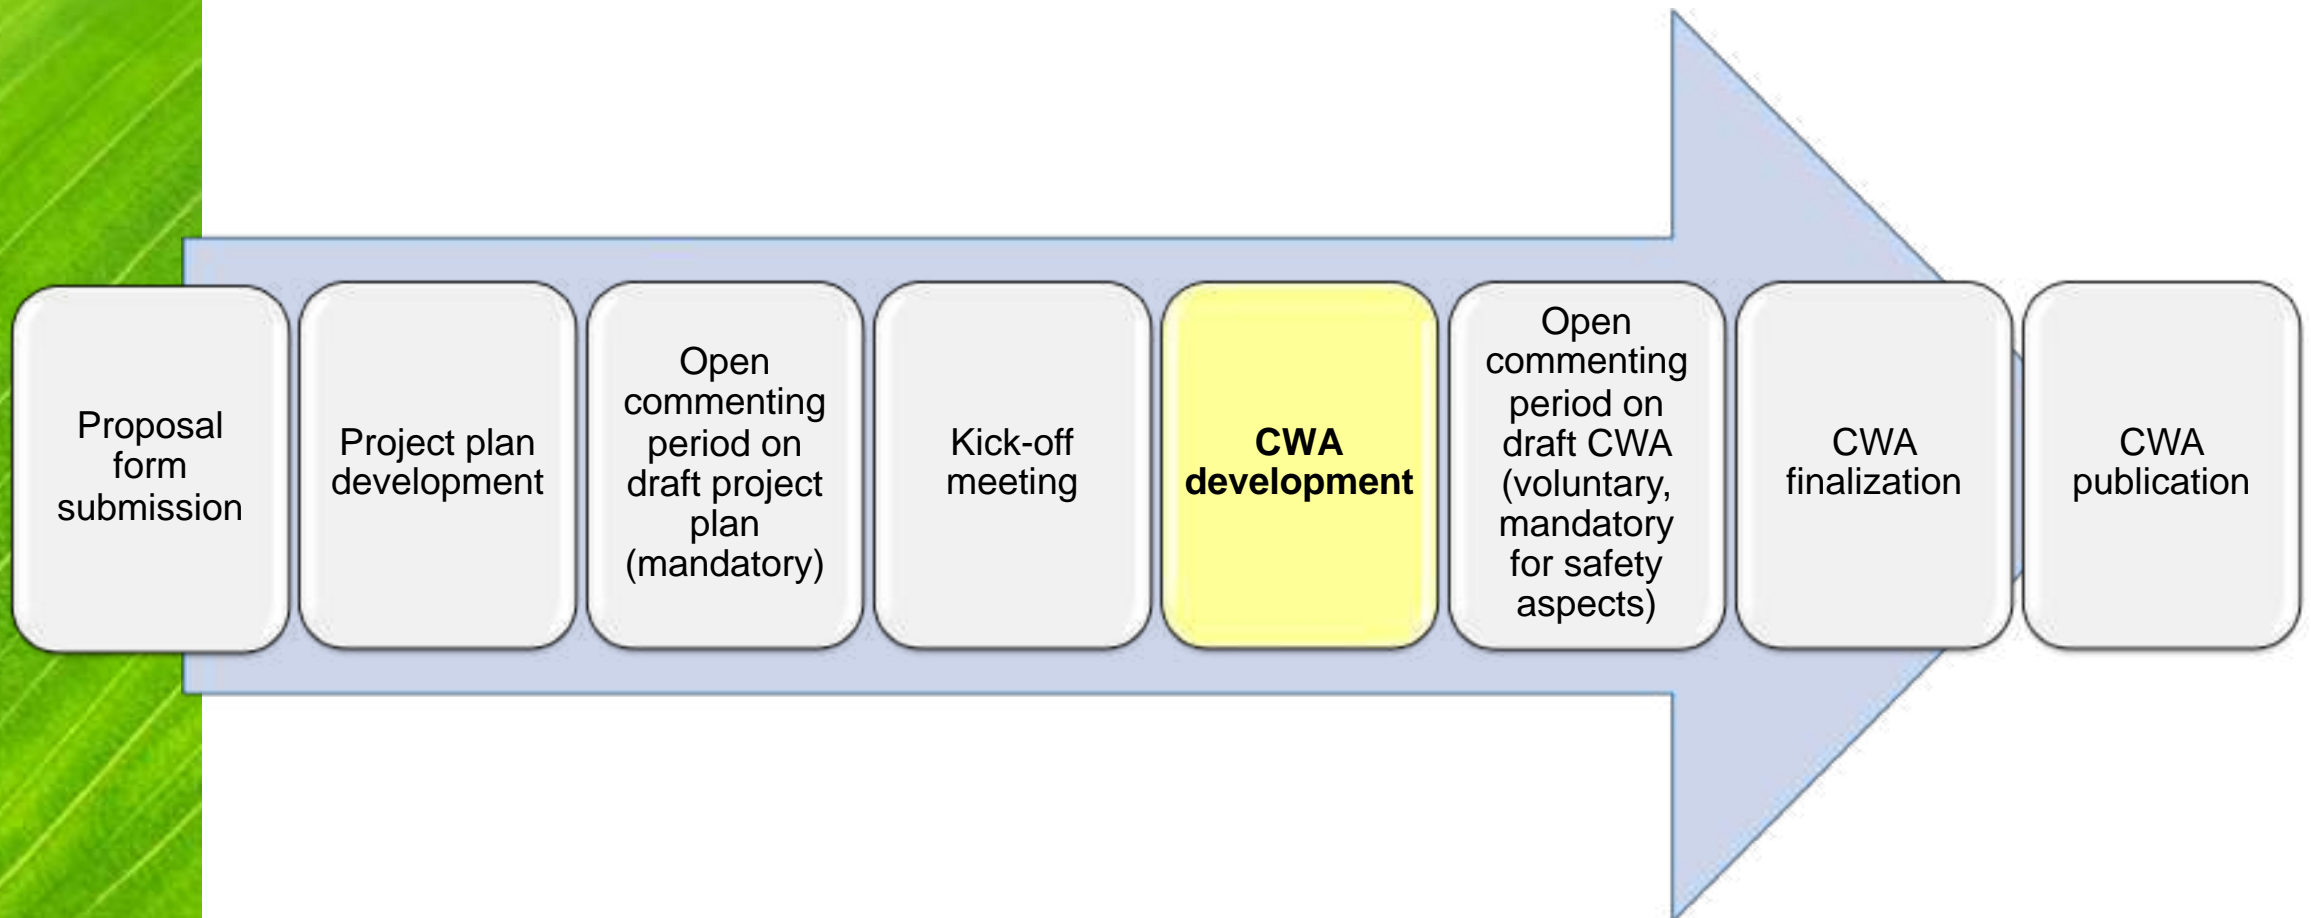 Proposal
form
submission
Project plan
development
Open
commenting
period on
draft project
plan
(mandatory)
Kick-off
meeting
CWA
development
Open
commenting
period on
draft CWA
(voluntary,
mandatory
for safety
aspects)
CWA
finalization
CWA
publication